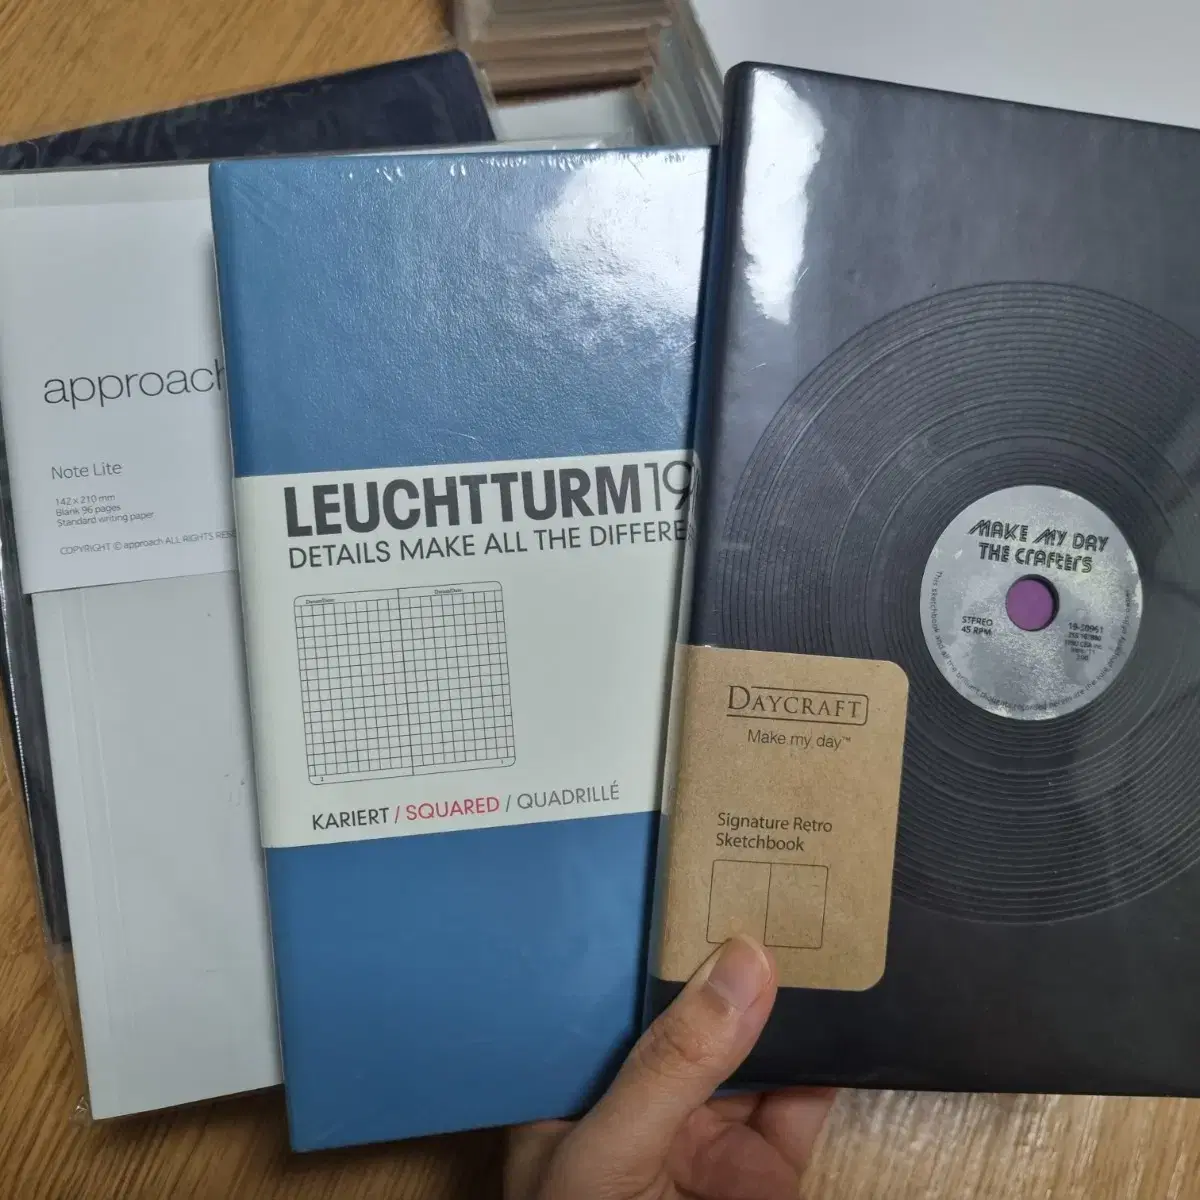 approach
Note Lite
142 x 210 mm
Blank 96 pages
Standard writing paper
COPYRIGHT © approach ALL RIGHTS RESE
LEUCHTTURM19
DETAILS MAKE ALL THE DIFFERE
KARIERT / SQUARED / QUADRILLÉ
MAKE MY DAY
THE CRAFTERS
STEREO
45 RPM
DAYCRAFT
Make my day™
Signature Retro
Sketchbook